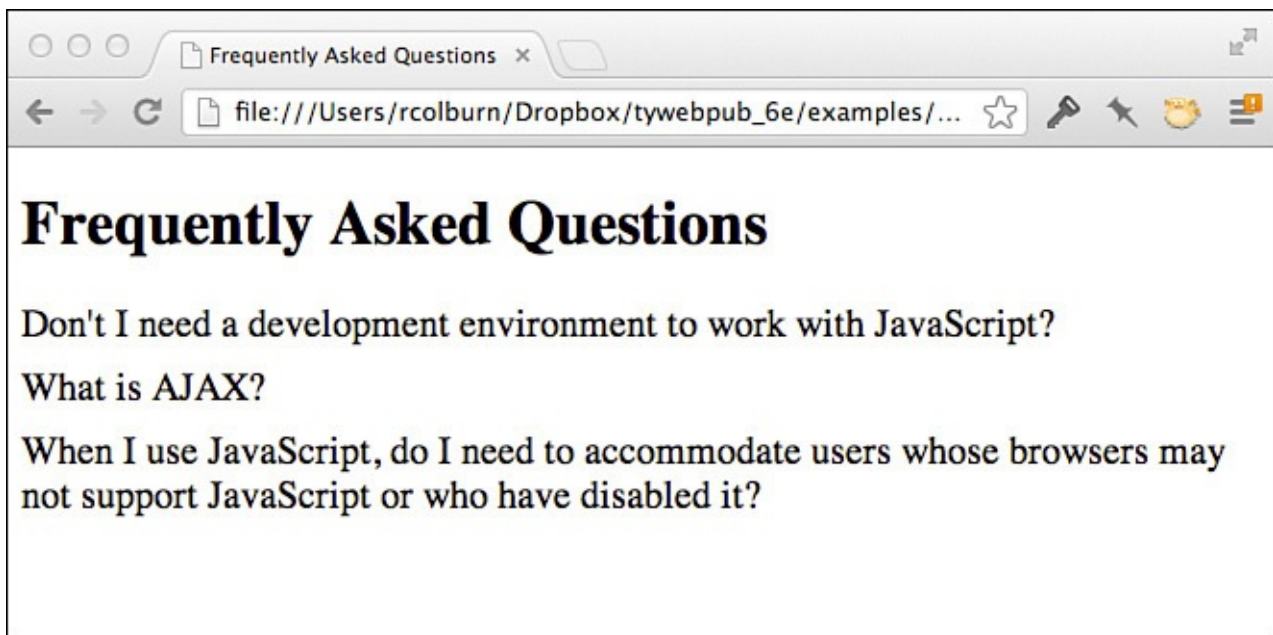 Frequently Asked Questions
file:///Users/rcolburn/Dropbox/tywebpub_6e/examples/...
Frequently Asked Questions
Don't I need a development environment to work with JavaScript?
What is AJAX?
When I use JavaScript, do I need to accommodate users whose browsers may
not support JavaScript or who have disabled it?